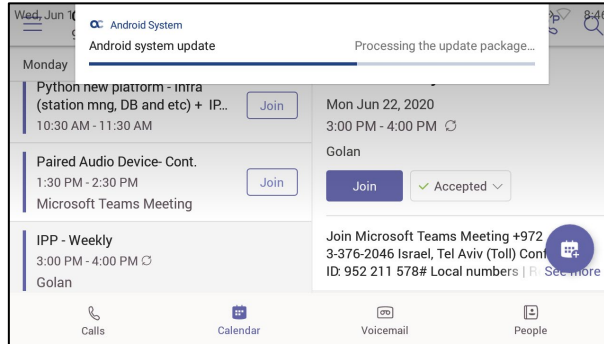 Wed, Jun 1
8:46
Android System
Android system update
Processing the update package…
Monday
Python new platform - Infra
(station mng, DB and etc) + IP...
10:30 AM - 11:30 AM
Join
Paired Audio Device- Cont.
1:30 PM - 2:30 PM
Microsoft Teams Meeting
Join
IPP - Weekly
3:00 PM - 4:00 PM
Golan
Mon Jun 22, 2020
3:00 PM - 4:00 PM
Golan
Join
Accepted
Join Microsoft Teams Meeting +972
3-376-2046 Israel, Tel Aviv (Toll) Conf
ID: 952 211 578# Local numbers | R
See more
Calls
Calendar
Voicemail
People